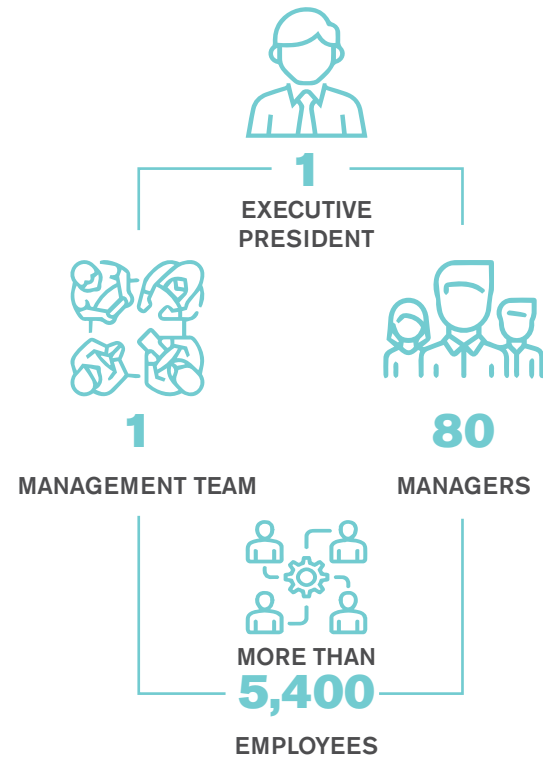 1
EXECUTIVE
PRESIDENT
1
MANAGEMENT TEAM
80
MANAGERS
MORE THAN
5,400
EMPLOYEES